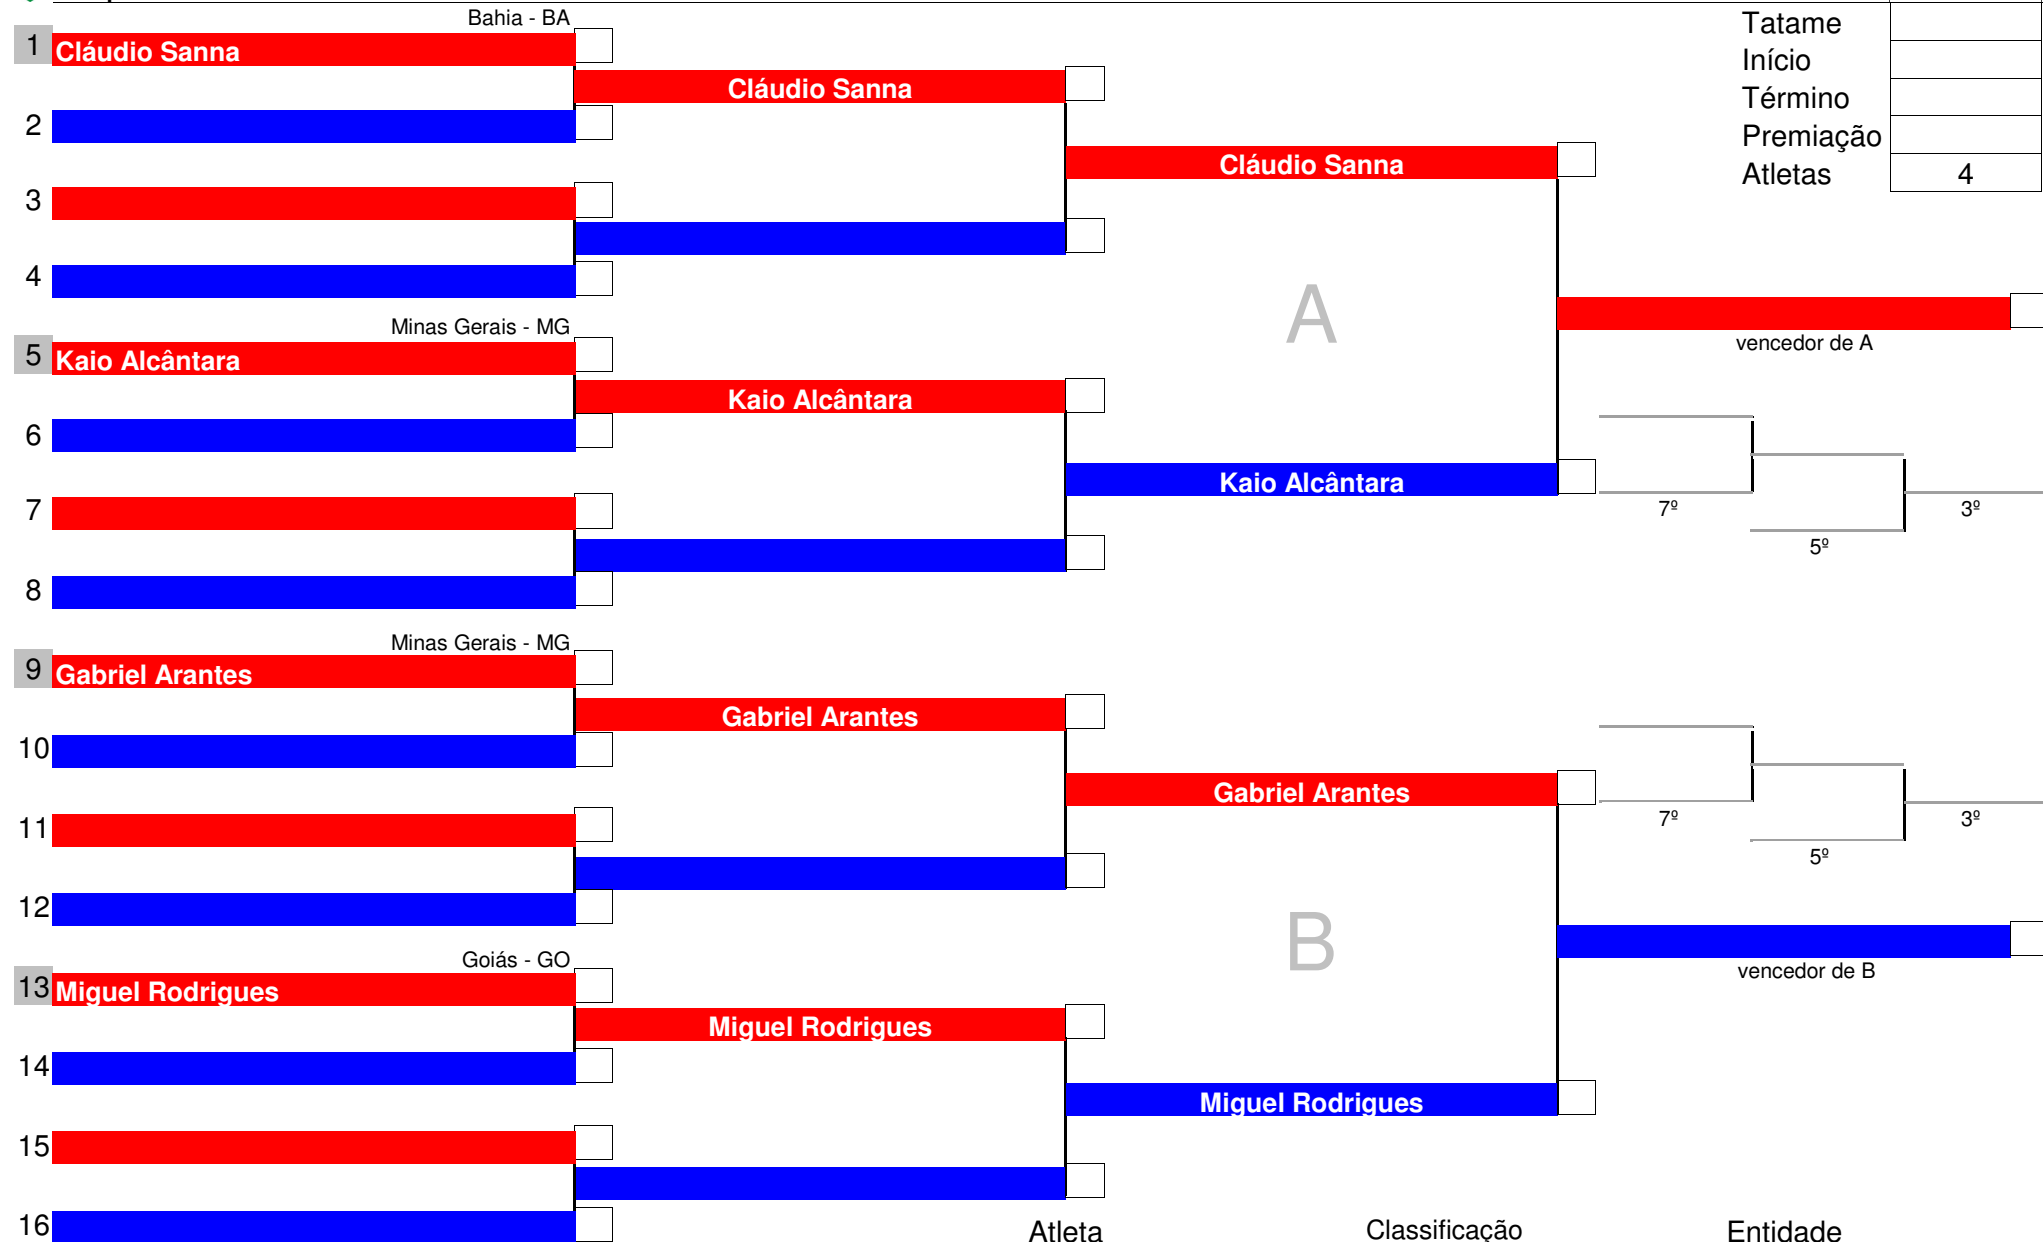 Bahia - BA
Tatame
1 Cláudio Sanna
Início
Cláudio Sanna
Término
2
Premiação
Cláudio Sanna
Atletas 4
3
4
A
Minas Gerais - MG
vencedor de A
5 Kaio Alcântara
Kaio Alcântara
6
Kaio Alcântara
7
7º
3º
5º
8
Minas Gerais - MG
9 Gabriel Arantes
Gabriel Arantes
10
Gabriel Arantes
11
7º
3º
5º
12
B
Goiás - GO
vencedor de B
13 Miguel Rodrigues
Miguel Rodrigues
14
Miguel Rodrigues
15
16
Atleta Classificação Entidade